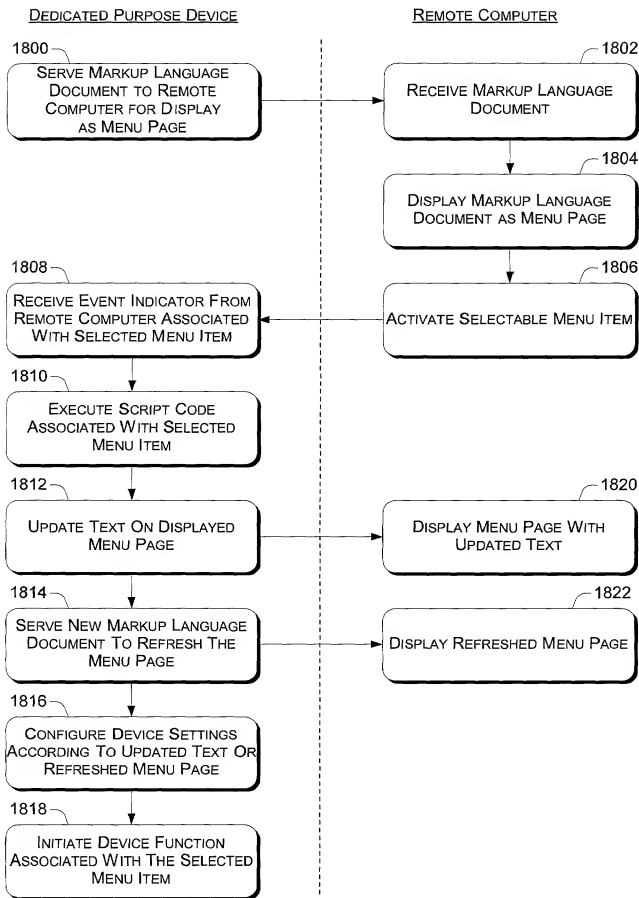 DEDICATED PURPOSE DEVICE
REMOTE COMPUTER
1800
SERVE MARKUP LANGUAGE
DOCUMENT TO REMOTE
COMPUTER FOR DISPLAY
AS MENU PAGE
1802
RECEIVE MARKUP LANGUAGE
DOCUMENT
1804
DISPLAY MARKUP LANGUAGE
DOCUMENT AS MENU PAGE
1806
ACTIVATE SELECTABLE MENU ITEM
1808
RECEIVE EVENT INDICATOR FROM
REMOTE COMPUTER ASSOCIATED
WITH SELECTED MENU ITEM
1810
EXECUTE SCRIPT CODE
ASSOCIATED WITH SELECTED
MENU ITEM
1812
UPDATE TEXT ON DISPLAYED
MENU PAGE
1820
DISPLAY MENU PAGE WITH
UPDATED TEXT
1814
SERVE NEW MARKUP LANGUAGE
DOCUMENT TO REFRESH THE
MENU PAGE
1822
DISPLAY REFRESHED MENU PAGE
1816
CONFIGURE DEVICE SETTINGS
ACCORDING TO UPDATED TEXT OR
REFRESHED MENU PAGE
1818
INITIATE DEVICE FUNCTION
ASSOCIATED WITH THE SELECTED
MENU ITEM